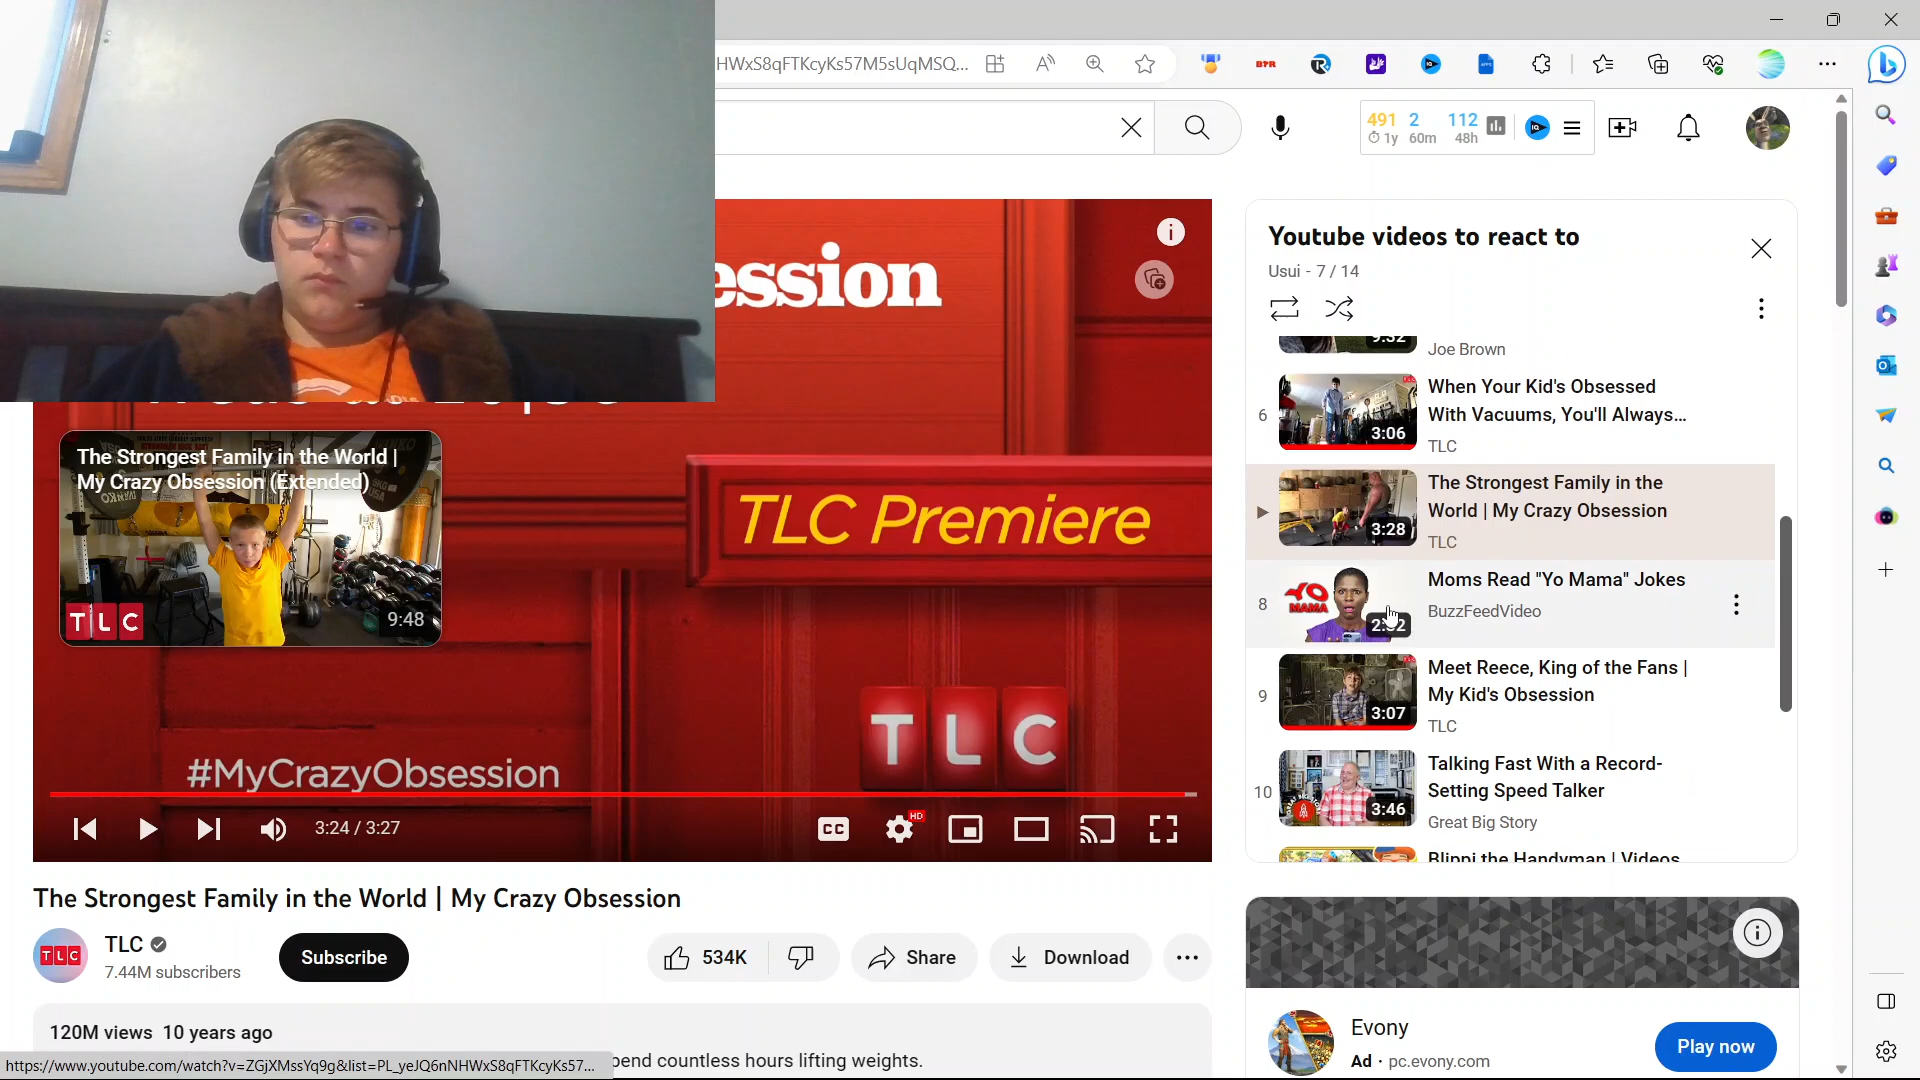 HWxS8qFTKcyKs57M5sUqMSQ...
491 2 112
1y 60m 48h
ession
TLC Premiere
TLC
#MyCrazyObsession
The Strongest Family in the World |
My Crazy Obsession (Extended)
TLC
9:48
3:24 / 3:27
CC
HD
The Strongest Family in the World | My Crazy Obsession
TLC
TLC
7.44M subscribers
Subscribe
534K
Share
Download
120M views 10 years ago
pend countless hours lifting weights.
https://www.youtube.com/watch?v=ZGjXMssYq9g&list=PL_yeJQ6nNHWxS8qFTKcyKs57...
Youtube videos to react to
Usui - 7 / 14
9:32
Joe Brown
6
3:06
When Your Kid's Obsessed
With Vacuums, You'll Always...
TLC
3:28
The Strongest Family in the
World | My Crazy Obsession
TLC
8
YO
MAMA
Moms Read "Yo Mama" Jokes
BuzzFeedVideo
9
3:07
Meet Reece, King of the Fans |
My Kid's Obsession
TLC
10
3:46
Talking Fast With a Record-
Setting Speed Talker
Great Big Story
Blippi the Handyman | Videos
Evony
Ad · pc.evony.com
Play now